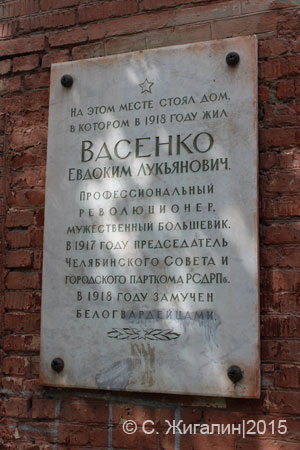 На этом месте стоял дом,
в котором в 1918 году жил
Васенко
Евдоким Лукьянович.
Профессиональный
революционер,
мужественный большевик.
В 1917 году председатель
Челябинского Совета и
городского парткома РСДРПб.
В 1918 году замучен
белогвардейцами.
© С. Жигалин|2015